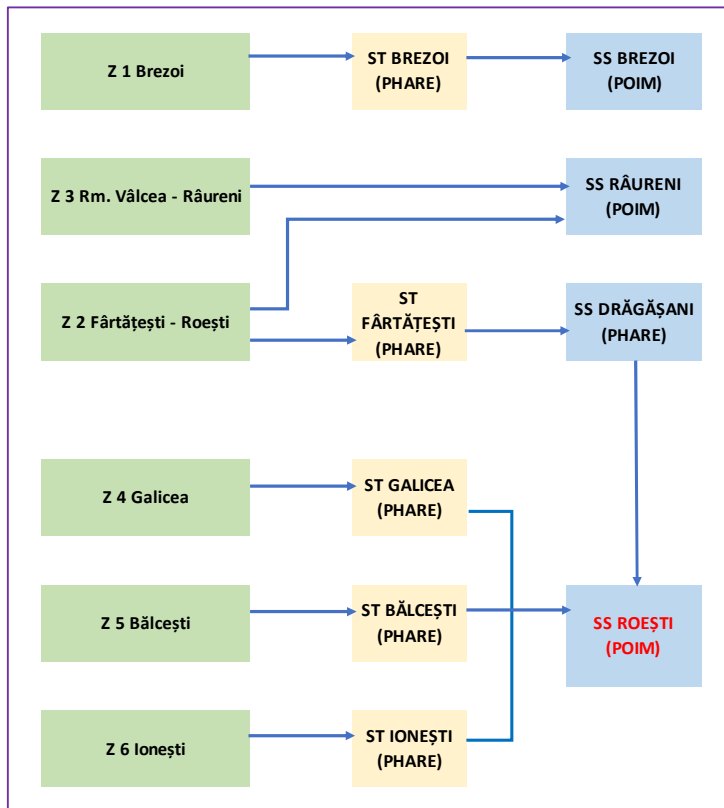 Z 1 Brezoi
ST BREZOI
(PHARE)
SS BREZOI
(POIM)
Z 3 Rm. Vâlcea - Râureni
SS RÂURENI
(POIM)
Z 2 Fârtățești - Roești
ST
FÂRTĂȚEȘTI
(PHARE)
SS DRĂGĂȘANI
(PHARE)
Z 4 Galicea
ST GALICEA
(PHARE)
Z 5 Bălcești
ST BĂLCEȘTI
(PHARE)
SS ROEȘTI
(POIM)
Z 6 Ionești
ST IONEȘTI
(PHARE)